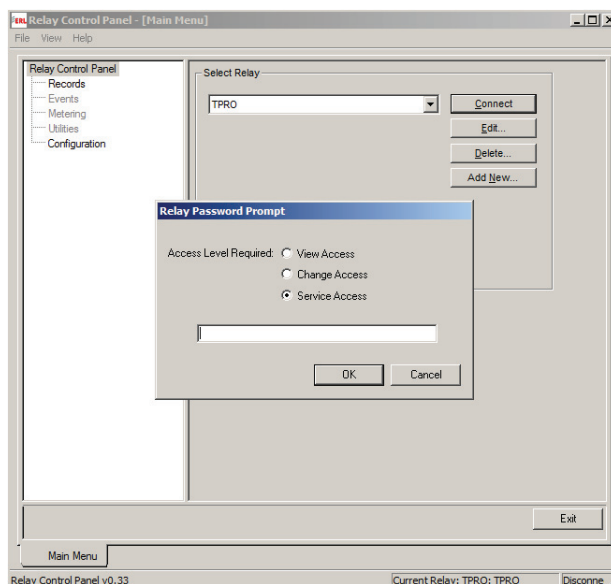 ERL Relay Control Panel - [Main Menu]
File View Help
Relay Control Panel
Records
Events
Metering
Utilities
Configuration
Select Relay
TPRO
Connect
Edit...
Delete...
Add New...
Relay Password Prompt
Access Level Required: View Access
Change Access
Service Access
OK Cancel
Exit
Main Menu
Relay Control Panel v0.33 Current Relay: TPRO: TPRO Disconne